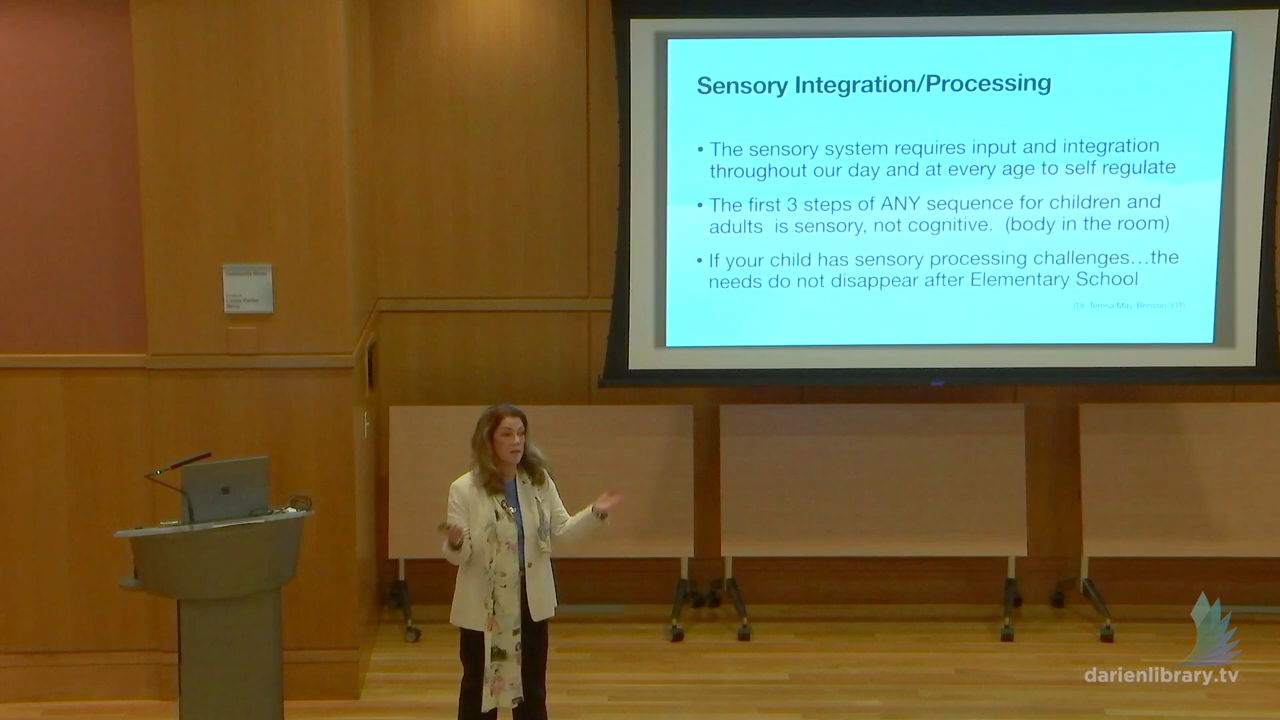 Sensory Integration/Processing
• The sensory system requires input and integration
throughout our day and at every age to self regulate
• The first 3 steps of ANY sequence for children and
adults is sensory, not cognitive. (body in the room)
• If your child has sensory processing challenges…the
needs do not disappear after Elementary School
(Dr. Teresa May-Benson, OT)
Community Room
darienlibrary.tv